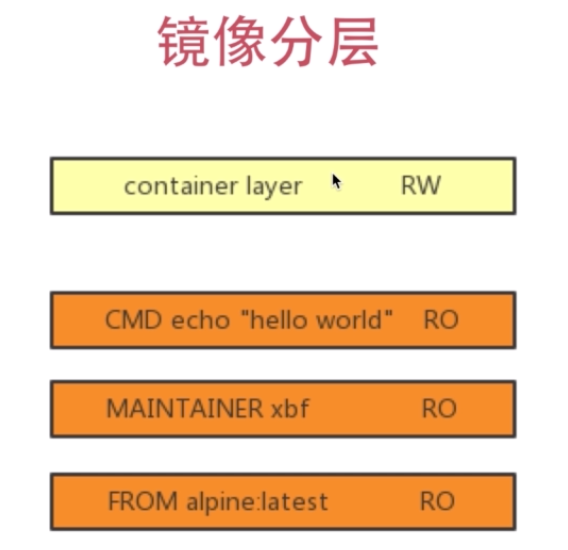 镜像分层
container layer RW
CMD echo "hello world" RO
MAINTAINER xbf RO
FROM alpine:latest RO